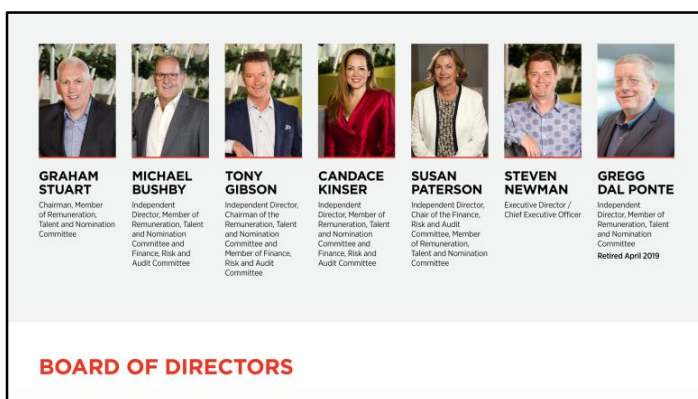 GRAHAM
STUART
Chairman, Member
of Remuneration,
Talent and Nomination
Committee
MICHAEL
BUSHBY
Independent
Director, Member of
Remuneration, Talent
and Nomination
Committee and
Finance, Risk and
Audit Committee
TONY
GIBSON
Independent Director,
Chairman of the
Remuneration, Talent
and Nomination
Committee and
Member of Finance,
Risk and Audit
Committee
CANDACE
KINSER
Independent
Director, Member of
Remuneration, Talent
and Nomination
Committee and
Finance, Risk and
Audit Committee
SUSAN
PATERSON
Independent Director,
Chair of the Finance,
Risk and Audit
Committee, Member
of Remuneration,
Talent and Nomination
Committee
STEVEN
NEWMAN
Executive Director /
Chief Executive Officer
GREGG
DAL PONTE
Independent
Director, Member of
Remuneration, Talent
and Nomination
Committee
Retired April 2019
BOARD OF DIRECTORS